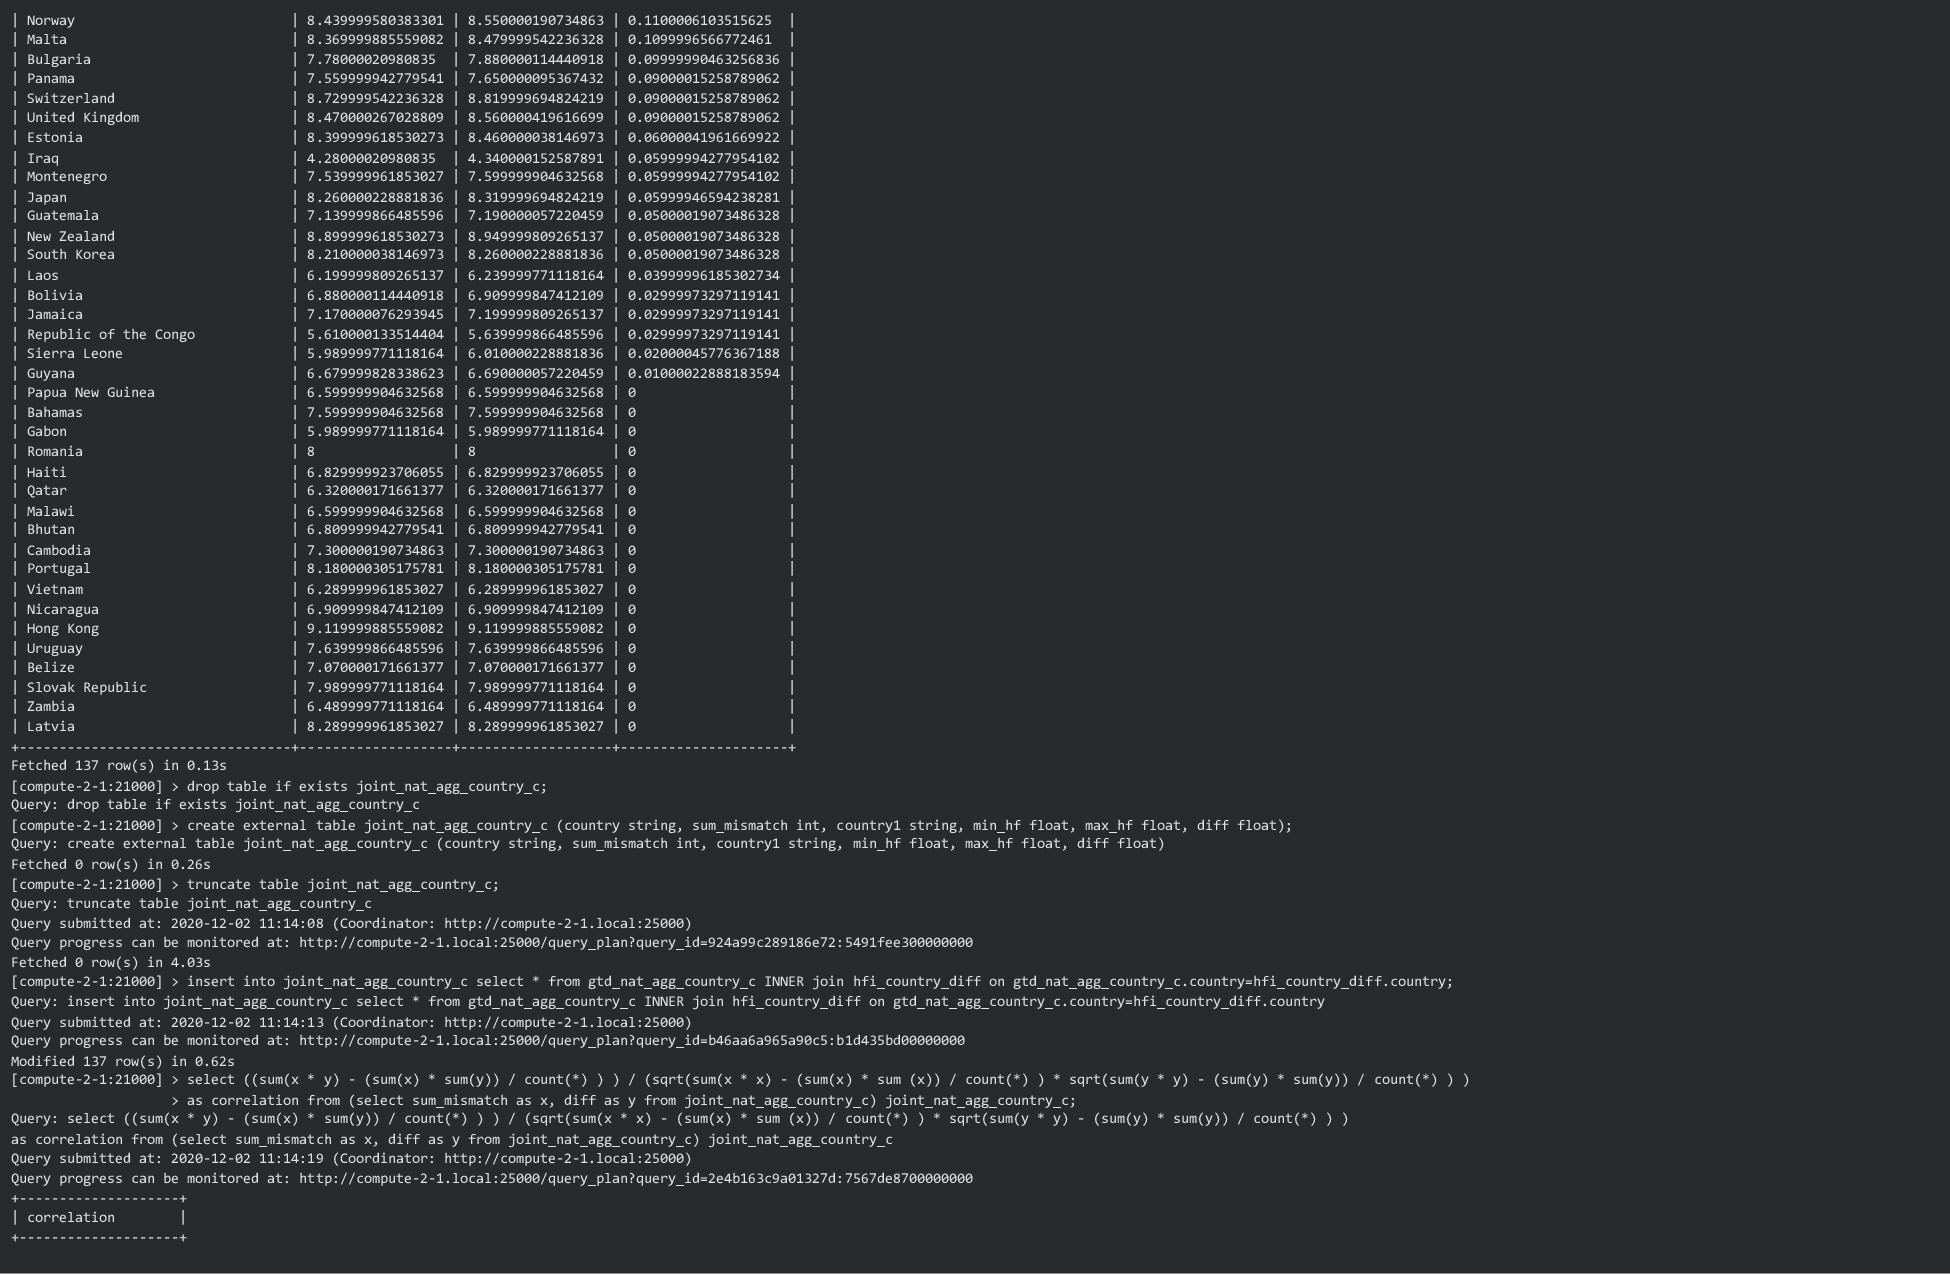 | Norway                           | 8.439999580383301 | 8.550000190734863 | 0.1100006103515625  |
| Malta                            | 8.369999885559082 | 8.479999542236328 | 0.1099996566772461  |
| Bulgaria                         | 7.78000020980835  | 7.880000114440918 | 0.09999990463256836 |
| Panama                           | 7.559999942779541 | 7.650000095367432 | 0.09000015258789062 |
| Switzerland                      | 8.729999542236328 | 8.819999694824219 | 0.09000015258789062 |
| United Kingdom                   | 8.470000267028809 | 8.560000419616699 | 0.09000015258789062 |
| Estonia                          | 8.399999618530273 | 8.460000038146973 | 0.06000041961669922 |
| Iraq                             | 4.28000020980835  | 4.340000152587891 | 0.05999994277954102 |
| Montenegro                       | 7.539999961853027 | 7.599999904632568 | 0.05999994277954102 |
| Japan                            | 8.260000228881836 | 8.319999694824219 | 0.05999946594238281 |
| Guatemala                        | 7.139999866485596 | 7.190000057220459 | 0.05000019073486328 |
| New Zealand                      | 8.899999618530273 | 8.949999809265137 | 0.05000019073486328 |
| South Korea                      | 8.210000038146973 | 8.260000228881836 | 0.05000019073486328 |
| Laos                             | 6.199999809265137 | 6.239999771118164 | 0.03999996185302734 |
| Bolivia                          | 6.880000114440918 | 6.909999847412109 | 0.02999973297119141 |
| Jamaica                          | 7.170000076293945 | 7.199999809265137 | 0.02999973297119141 |
| Republic of the Congo            | 5.610000133514404 | 5.639999866485596 | 0.02999973297119141 |
| Sierra Leone                     | 5.989999771118164 | 6.010000228881836 | 0.02000045776367188 |
| Guyana                           | 6.679999828338623 | 6.690000057220459 | 0.01000022888183594 |
| Papua New Guinea                 | 6.599999904632568 | 6.599999904632568 | 0                   |
| Bahamas                          | 7.599999904632568 | 7.599999904632568 | 0                   |
| Gabon                            | 5.989999771118164 | 5.989999771118164 | 0                   |
| Romania                          | 8                 | 8                 | 0                   |
| Haiti                            | 6.829999923706055 | 6.829999923706055 | 0                   |
| Qatar                            | 6.320000171661377 | 6.320000171661377 | 0                   |
| Malawi                           | 6.599999904632568 | 6.599999904632568 | 0                   |
| Bhutan                           | 6.809999942779541 | 6.809999942779541 | 0                   |
| Cambodia                         | 7.300000190734863 | 7.300000190734863 | 0                   |
| Portugal                         | 8.180000305175781 | 8.180000305175781 | 0                   |
| Vietnam                          | 6.289999961853027 | 6.289999961853027 | 0                   |
| Nicaragua                        | 6.909999847412109 | 6.909999847412109 | 0                   |
| Hong Kong                        | 9.119999885559082 | 9.119999885559082 | 0                   |
| Uruguay                          | 7.639999866485596 | 7.639999866485596 | 0                   |
| Belize                           | 7.070000171661377 | 7.070000171661377 | 0                   |
| Slovak Republic                  | 7.989999771118164 | 7.989999771118164 | 0                   |
| Zambia                           | 6.489999771118164 | 6.489999771118164 | 0                   |
| Latvia                           | 8.289999961853027 | 8.289999961853027 | 0                   |
+----------------------------------+-------------------+-------------------+---------------------+
Fetched 137 row(s) in 0.13s
[compute-2-1:21000] > drop table if exists joint_nat_agg_country_c;
Query: drop table if exists joint_nat_agg_country_c
[compute-2-1:21000] > create external table joint_nat_agg_country_c (country string, sum_mismatch int, country1 string, min_hf float, max_hf float, diff float);
Query: create external table joint_nat_agg_country_c (country string, sum_mismatch int, country1 string, min_hf float, max_hf float, diff float)
Fetched 0 row(s) in 0.26s
[compute-2-1:21000] > truncate table joint_nat_agg_country_c;
Query: truncate table joint_nat_agg_country_c
Query submitted at: 2020-12-02 11:14:08 (Coordinator: http://compute-2-1.local:25000)
Query progress can be monitored at: http://compute-2-1.local:25000/query_plan?query_id=924a99c289186e72:5491fee300000000
Fetched 0 row(s) in 4.03s
[compute-2-1:21000] > insert into joint_nat_agg_country_c select * from gtd_nat_agg_country_c INNER join hfi_country_diff on gtd_nat_agg_country_c.country=hfi_country_diff.country;
Query: insert into joint_nat_agg_country_c select * from gtd_nat_agg_country_c INNER join hfi_country_diff on gtd_nat_agg_country_c.country=hfi_country_diff.country
Query submitted at: 2020-12-02 11:14:13 (Coordinator: http://compute-2-1.local:25000)
Query progress can be monitored at: http://compute-2-1.local:25000/query_plan?query_id=b46aa6a965a90c5:b1d435bd00000000
Modified 137 row(s) in 0.62s
[compute-2-1:21000] > select ((sum(x * y) - (sum(x) * sum(y)) / count(*) ) ) / (sqrt(sum(x * x) - (sum(x) * sum (x)) / count(*) ) * sqrt(sum(y * y) - (sum(y) * sum(y)) / count(*) ) )
                    > as correlation from (select sum_mismatch as x, diff as y from joint_nat_agg_country_c) joint_nat_agg_country_c;
Query: select ((sum(x * y) - (sum(x) * sum(y)) / count(*) ) ) / (sqrt(sum(x * x) - (sum(x) * sum (x)) / count(*) ) * sqrt(sum(y * y) - (sum(y) * sum(y)) / count(*) ) )
as correlation from (select sum_mismatch as x, diff as y from joint_nat_agg_country_c) joint_nat_agg_country_c
Query submitted at: 2020-12-02 11:14:19 (Coordinator: http://compute-2-1.local:25000)
Query progress can be monitored at: http://compute-2-1.local:25000/query_plan?query_id=2e4b163c9a01327d:7567de8700000000
+--------------------+
| correlation        |
+--------------------+